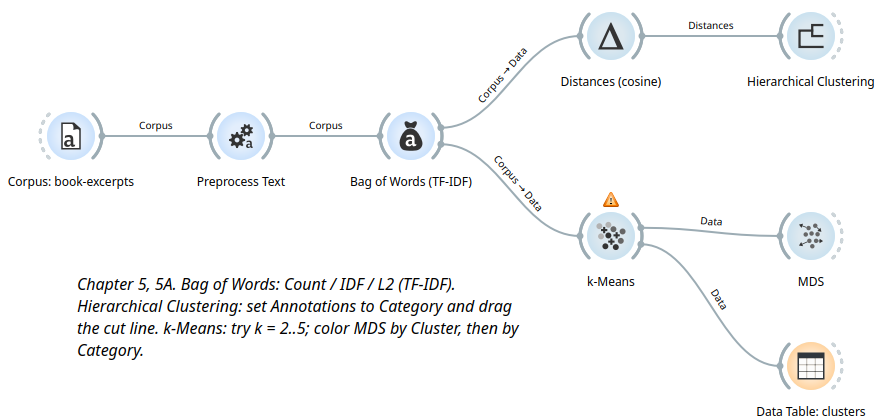 Distances
Corpus → Data
Distances (cosine)
Hierarchical Clustering
Corpus
Corpus
Corpus: book-excerpts
Preprocess Text
Bag of Words (TF-IDF)
Corpus → Data
Data
k-Means
MDS
Data
Chapter 5, 5A. Bag of Words: Count / IDF / L2 (TF-IDF).
Hierarchical Clustering: set Annotations to Category and drag
the cut line. k-Means: try k = 2..5; color MDS by Cluster, then by
Category.
Data Table: clusters